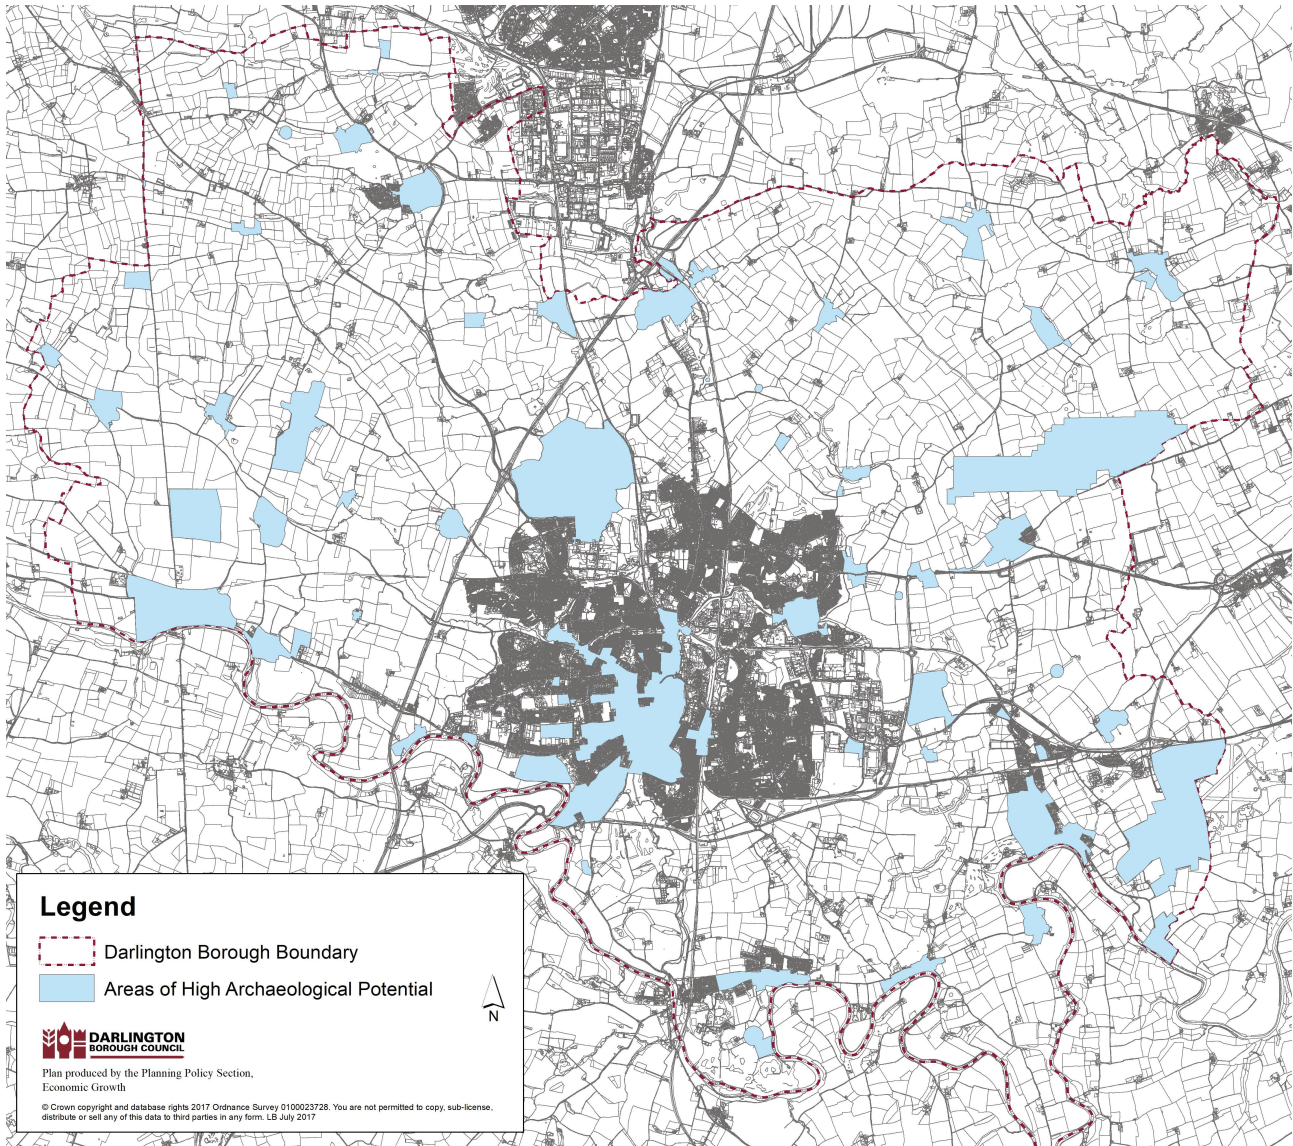 Legend
Darlington Borough Boundary
Areas of High Archaeological Potential
N
DARLINGTON
BOROUGH COUNCIL
Plan produced by the Planning Policy Section,
Economic Growth
© Crown copyright and database rights 2017 Ordnance Survey 0100023728. You are not permitted to copy, sub-license,
distribute or sell any of this data to third parties in any form. LB July 2017